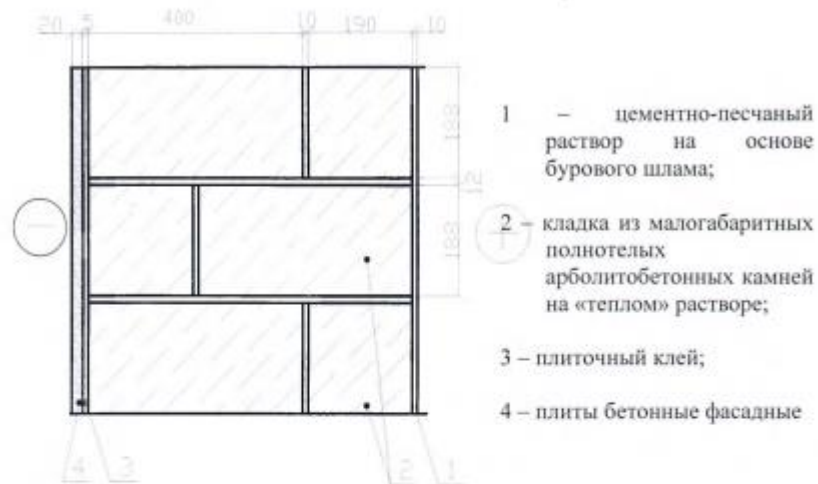 20 5 400 10 190 10
1 – цементно-песчаный
раствор на основе
бурового шлама;
188
12
2 – кладка из малогабаритных
полнотелых
188
арболитобетонных камней
на «теплом» растворе;
3 – плиточный клей;
4 – плиты бетонные фасадные
4 3 2 1